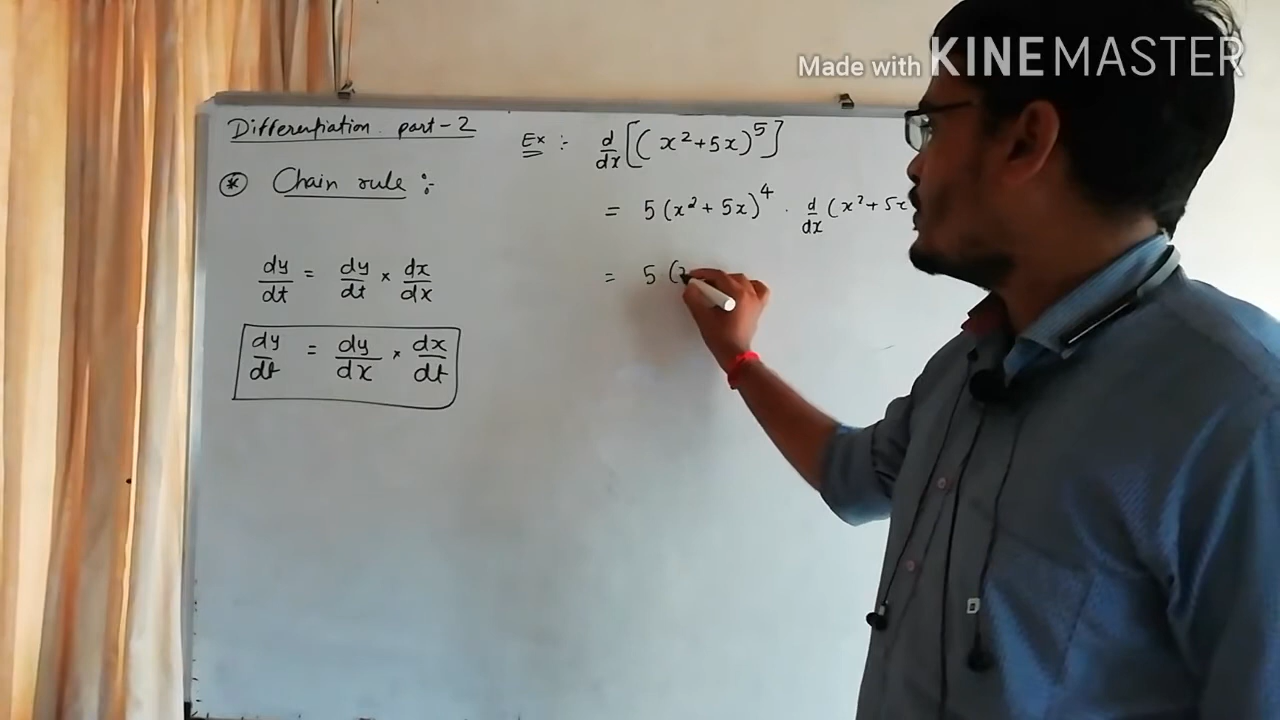 Made with KINEMASTER
Differentiation part-2
* Chain rule :-
dy/dt = dy/dt × dx/dx
dy/dt = dy/dx × dx/dt
Ex :- d/dx[(x²+5x)⁵]
= 5(x²+5x)⁴ · d/dx(x²+5x
= 5(